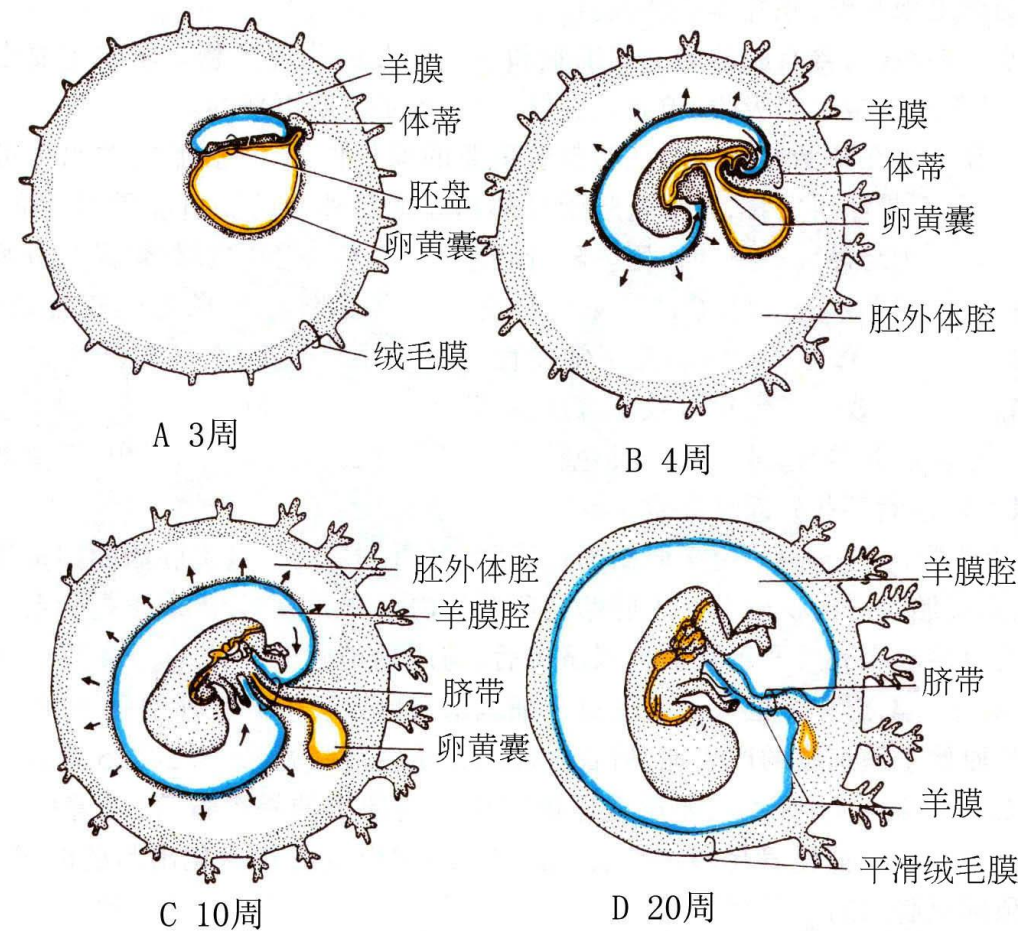 羊膜
体蒂
胚盘
卵黄囊
绒毛膜
A 3周
羊膜
体蒂
卵黄囊
胚外体腔
B 4周
胚外体腔
羊膜腔
脐带
卵黄囊
C 10周
羊膜腔
脐带
羊膜
平滑绒毛膜
D 20周